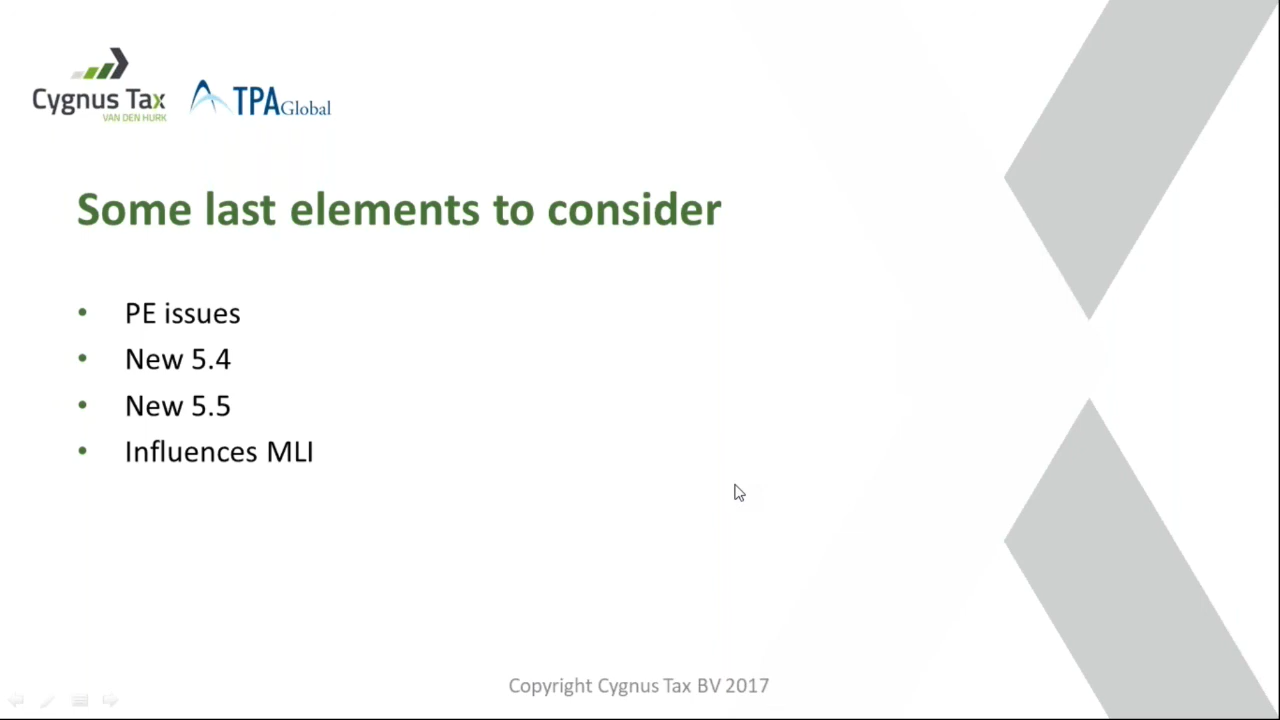 Cygnus Tax
VAN DEN HURK
TPA Global
Some last elements to consider
• PE issues
• New 5.4
• New 5.5
• Influences MLI
Copyright Cygnus Tax BV 2017